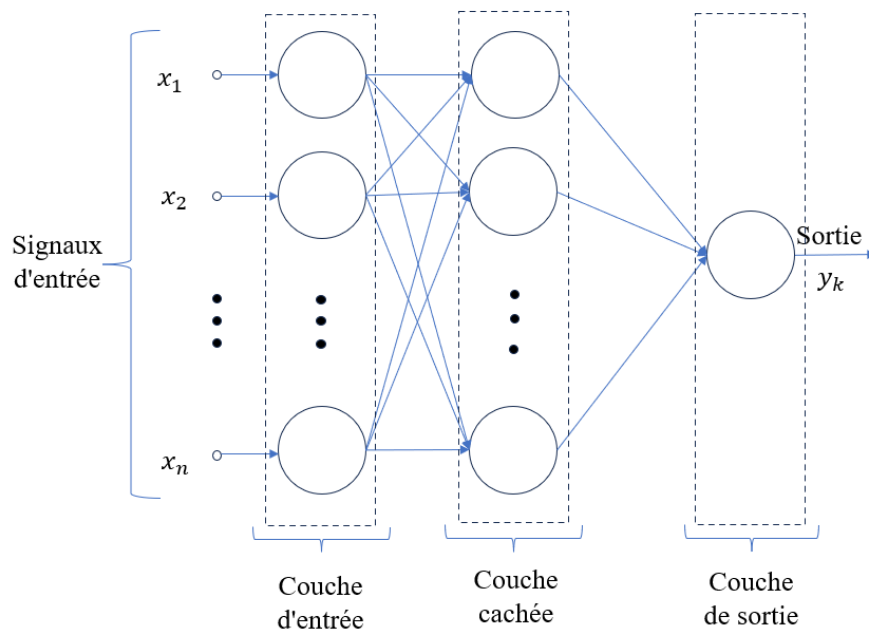 x₁
x₂
Signaux
d'entrée
xₙ
Sortie
yₖ
Couche
d'entrée
Couche
cachée
Couche
de sortie